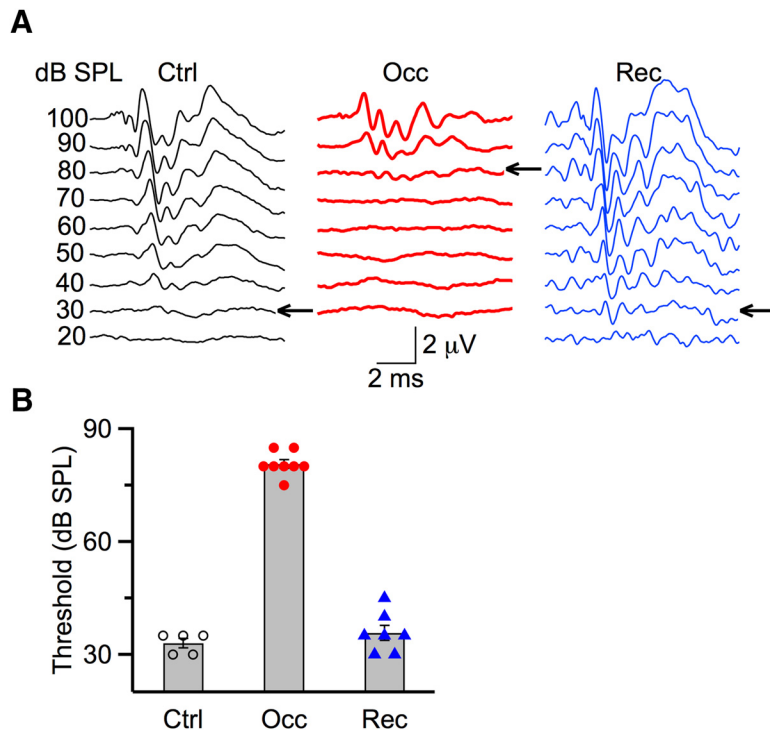 A
dB SPL Ctrl Occ Rec
100
90
80
70
60
50
40
30
20
2 μV
2 ms
B
Threshold (dB SPL)
90
60
30
Ctrl Occ Rec